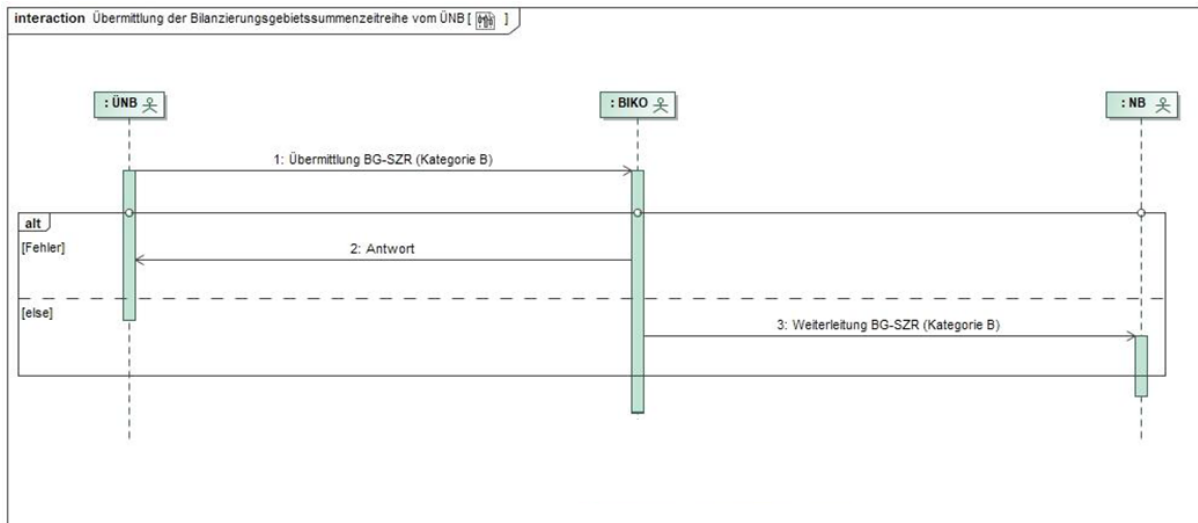 interaction Übermittlung der Bilanzierungsgebietssummenzeitreihe vom ÜNB [ ]
: ÜNB
: BIKO
: NB
1: Übermittlung BG-SZR (Kategorie B)
alt
[Fehler]
2: Antwort
[else]
3: Weiterleitung BG-SZR (Kategorie B)